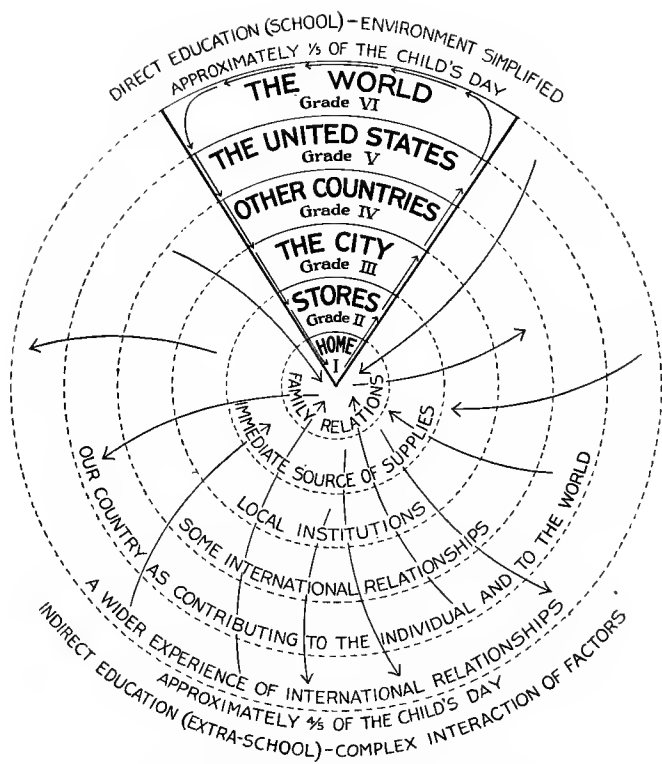 DIRECT EDUCATION (SCHOOL) – ENVIRONMENT SIMPLIFIED
APPROXIMATELY 1/5 OF THE CHILD'S DAY
THE WORLD
Grade VI
THE UNITED STATES
Grade V
OTHER COUNTRIES
Grade IV
THE CITY
Grade III
STORES
Grade II
HOME
I
FAMILY RELATIONS
IMMEDIATE SOURCE OF SUPPLIES
LOCAL INSTITUTIONS
SOME INTERNATIONAL RELATIONSHIPS
OUR COUNTRY AS CONTRIBUTING TO THE INDIVIDUAL AND TO THE WORLD
A WIDER EXPERIENCE OF INTERNATIONAL RELATIONSHIPS
APPROXIMATELY 4/5 OF THE CHILD'S DAY
INDIRECT EDUCATION (EXTRA-SCHOOL) – COMPLEX INTERACTION OF FACTORS